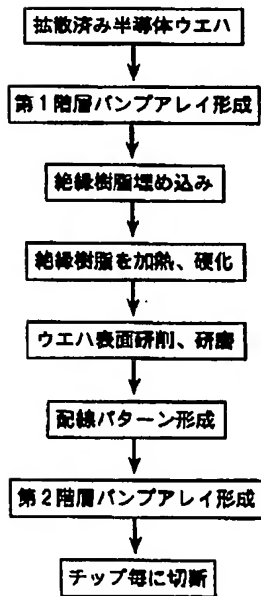 拡散済み半導体ウエハ
第1階層バンプアレイ形成
絶縁樹脂埋め込み
絶縁樹脂を加熱、硬化
ウエハ表面研削、研磨
配線パターン形成
第2階層バンプアレイ形成
チップ毎に切断